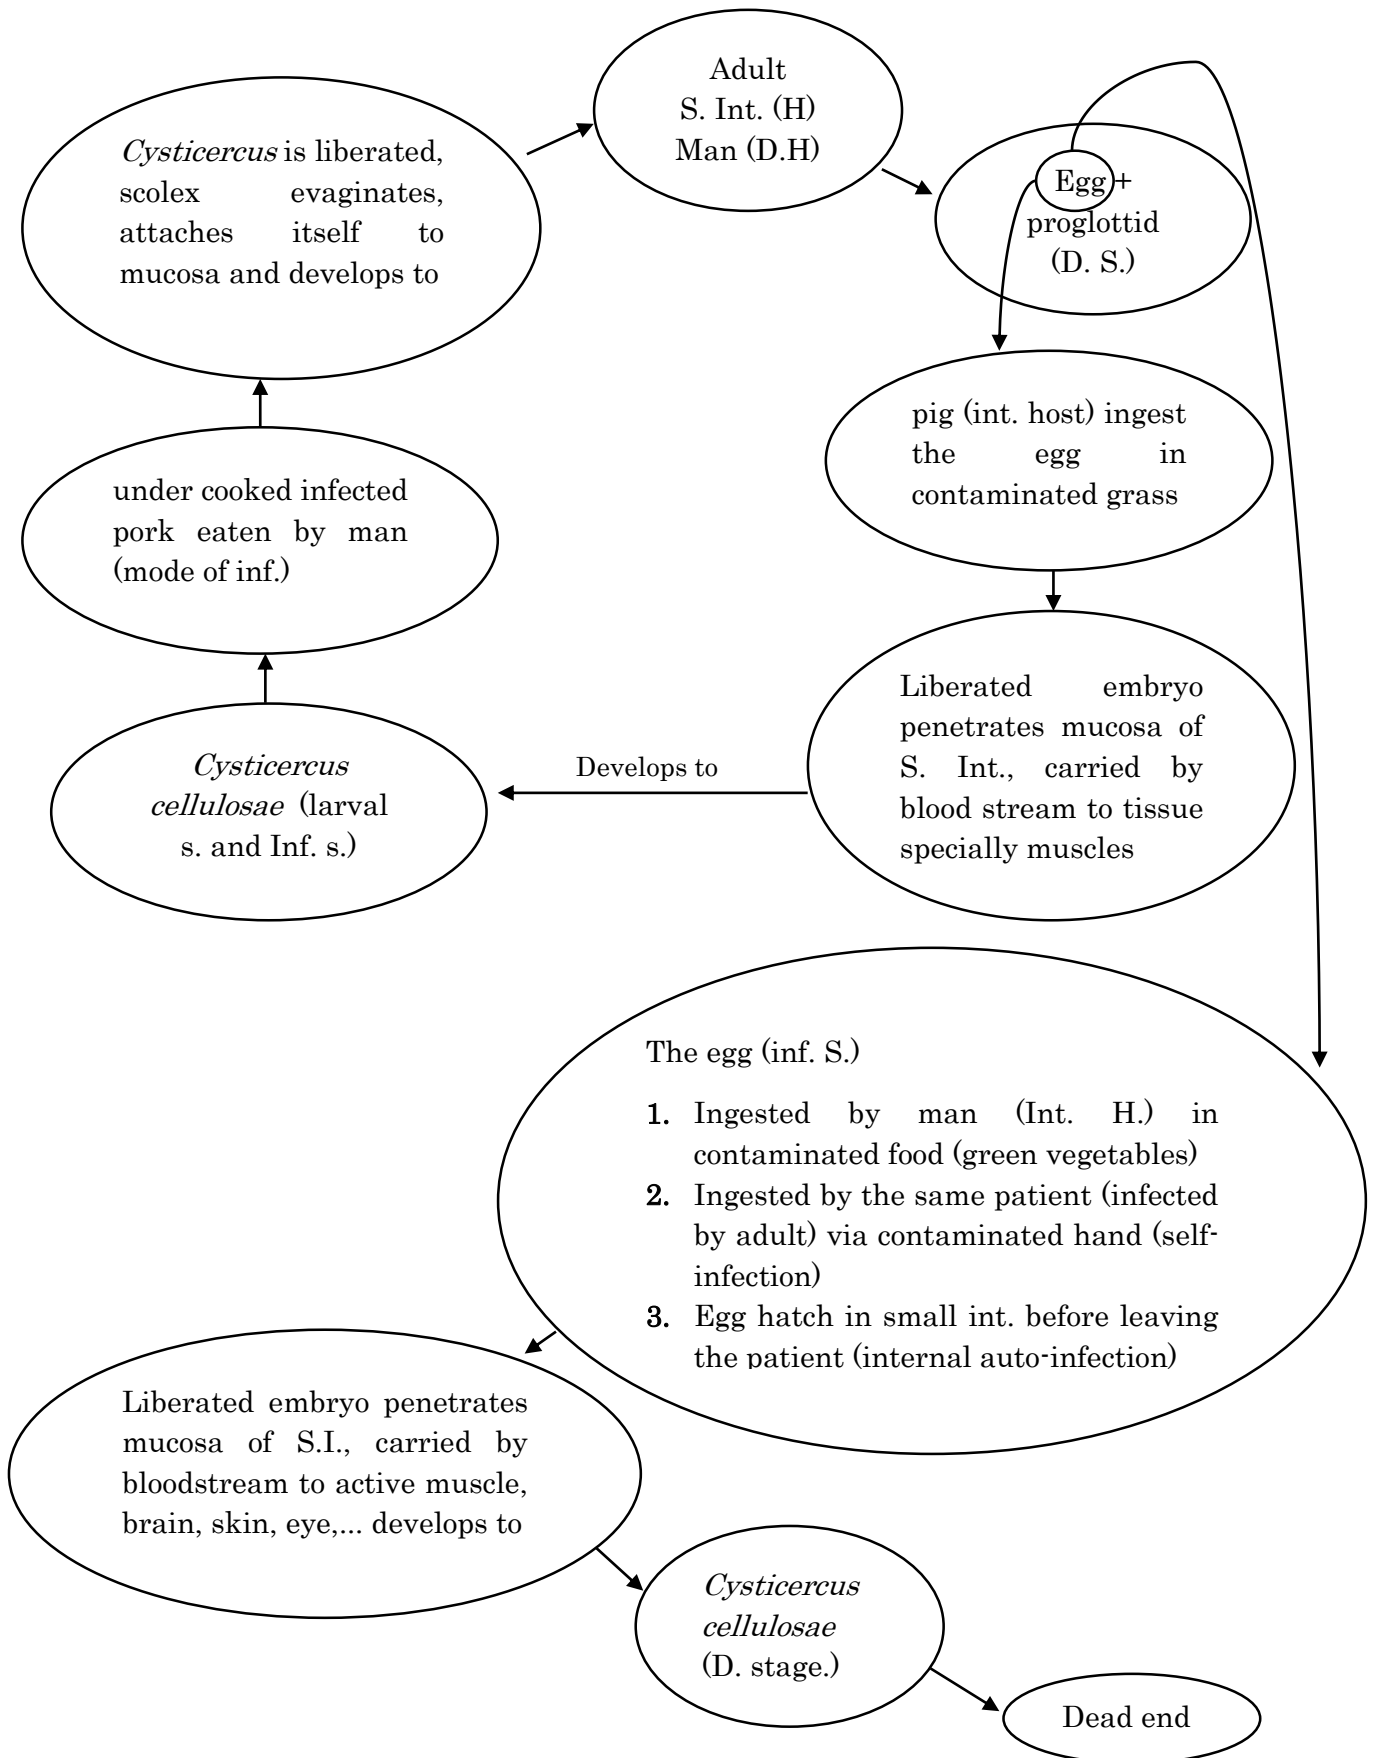 Adult
S. Int. (H)
Man (D.H)
Egg +
proglottid
(D. S.)
pig (int. host) ingest
the egg in
contaminated grass
Liberated embryo
penetrates mucosa of
S. Int., carried by
blood stream to tissue
specially muscles
Develops to
Cysticercus
cellulosae (larval
s. and Inf. s.)
under cooked infected
pork eaten by man
(mode of inf.)
Cysticercus is liberated,
scolex evaginates,
attaches itself to
mucosa and develops to
The egg (inf. S.)
1. Ingested by man (Int. H.) in
contaminated food (green vegetables)
2. Ingested by the same patient (infected
by adult) via contaminated hand (self-
infection)
3. Egg hatch in small int. before leaving
the patient (internal auto-infection)
Liberated embryo penetrates
mucosa of S.I., carried by
bloodstream to active muscle,
brain, skin, eye,... develops to
Cysticercus
cellulosae
(D. stage.)
Dead end